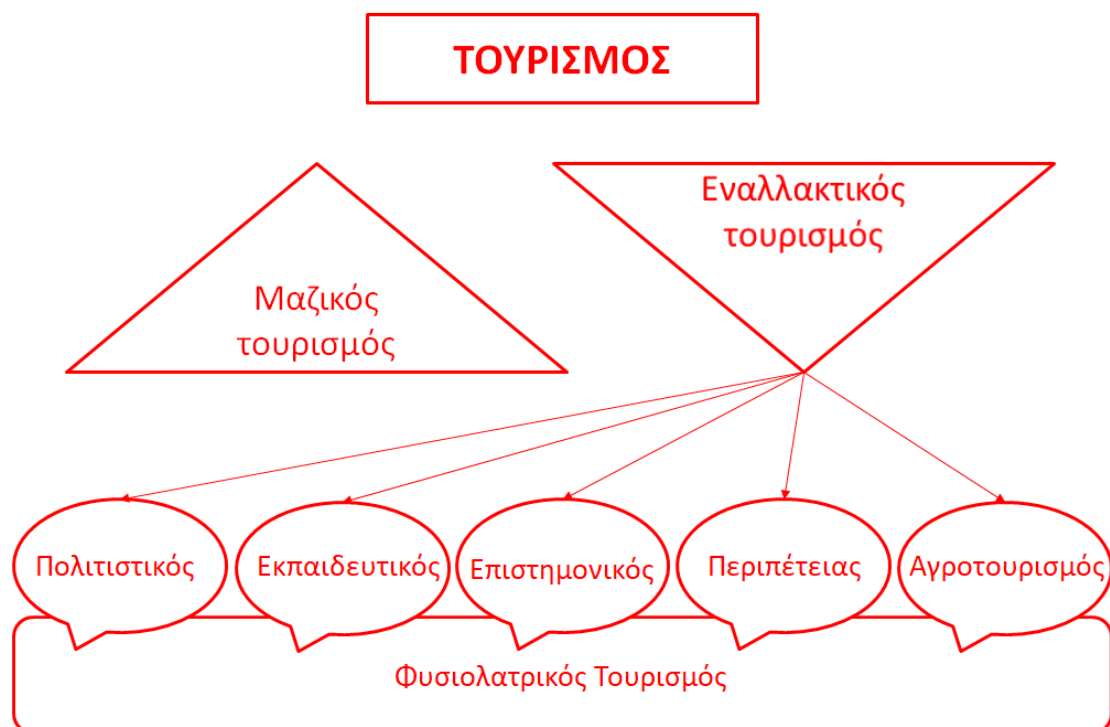 ΤΟΥΡΙΣΜΟΣ
Μαζικός
τουρισμός
Εναλλακτικός
τουρισμός
Πολιτιστικός
Εκπαιδευτικός
Επιστημονικός
Περιπέτειας
Αγροτουρισμός
Φυσιολατρικός Τουρισμός